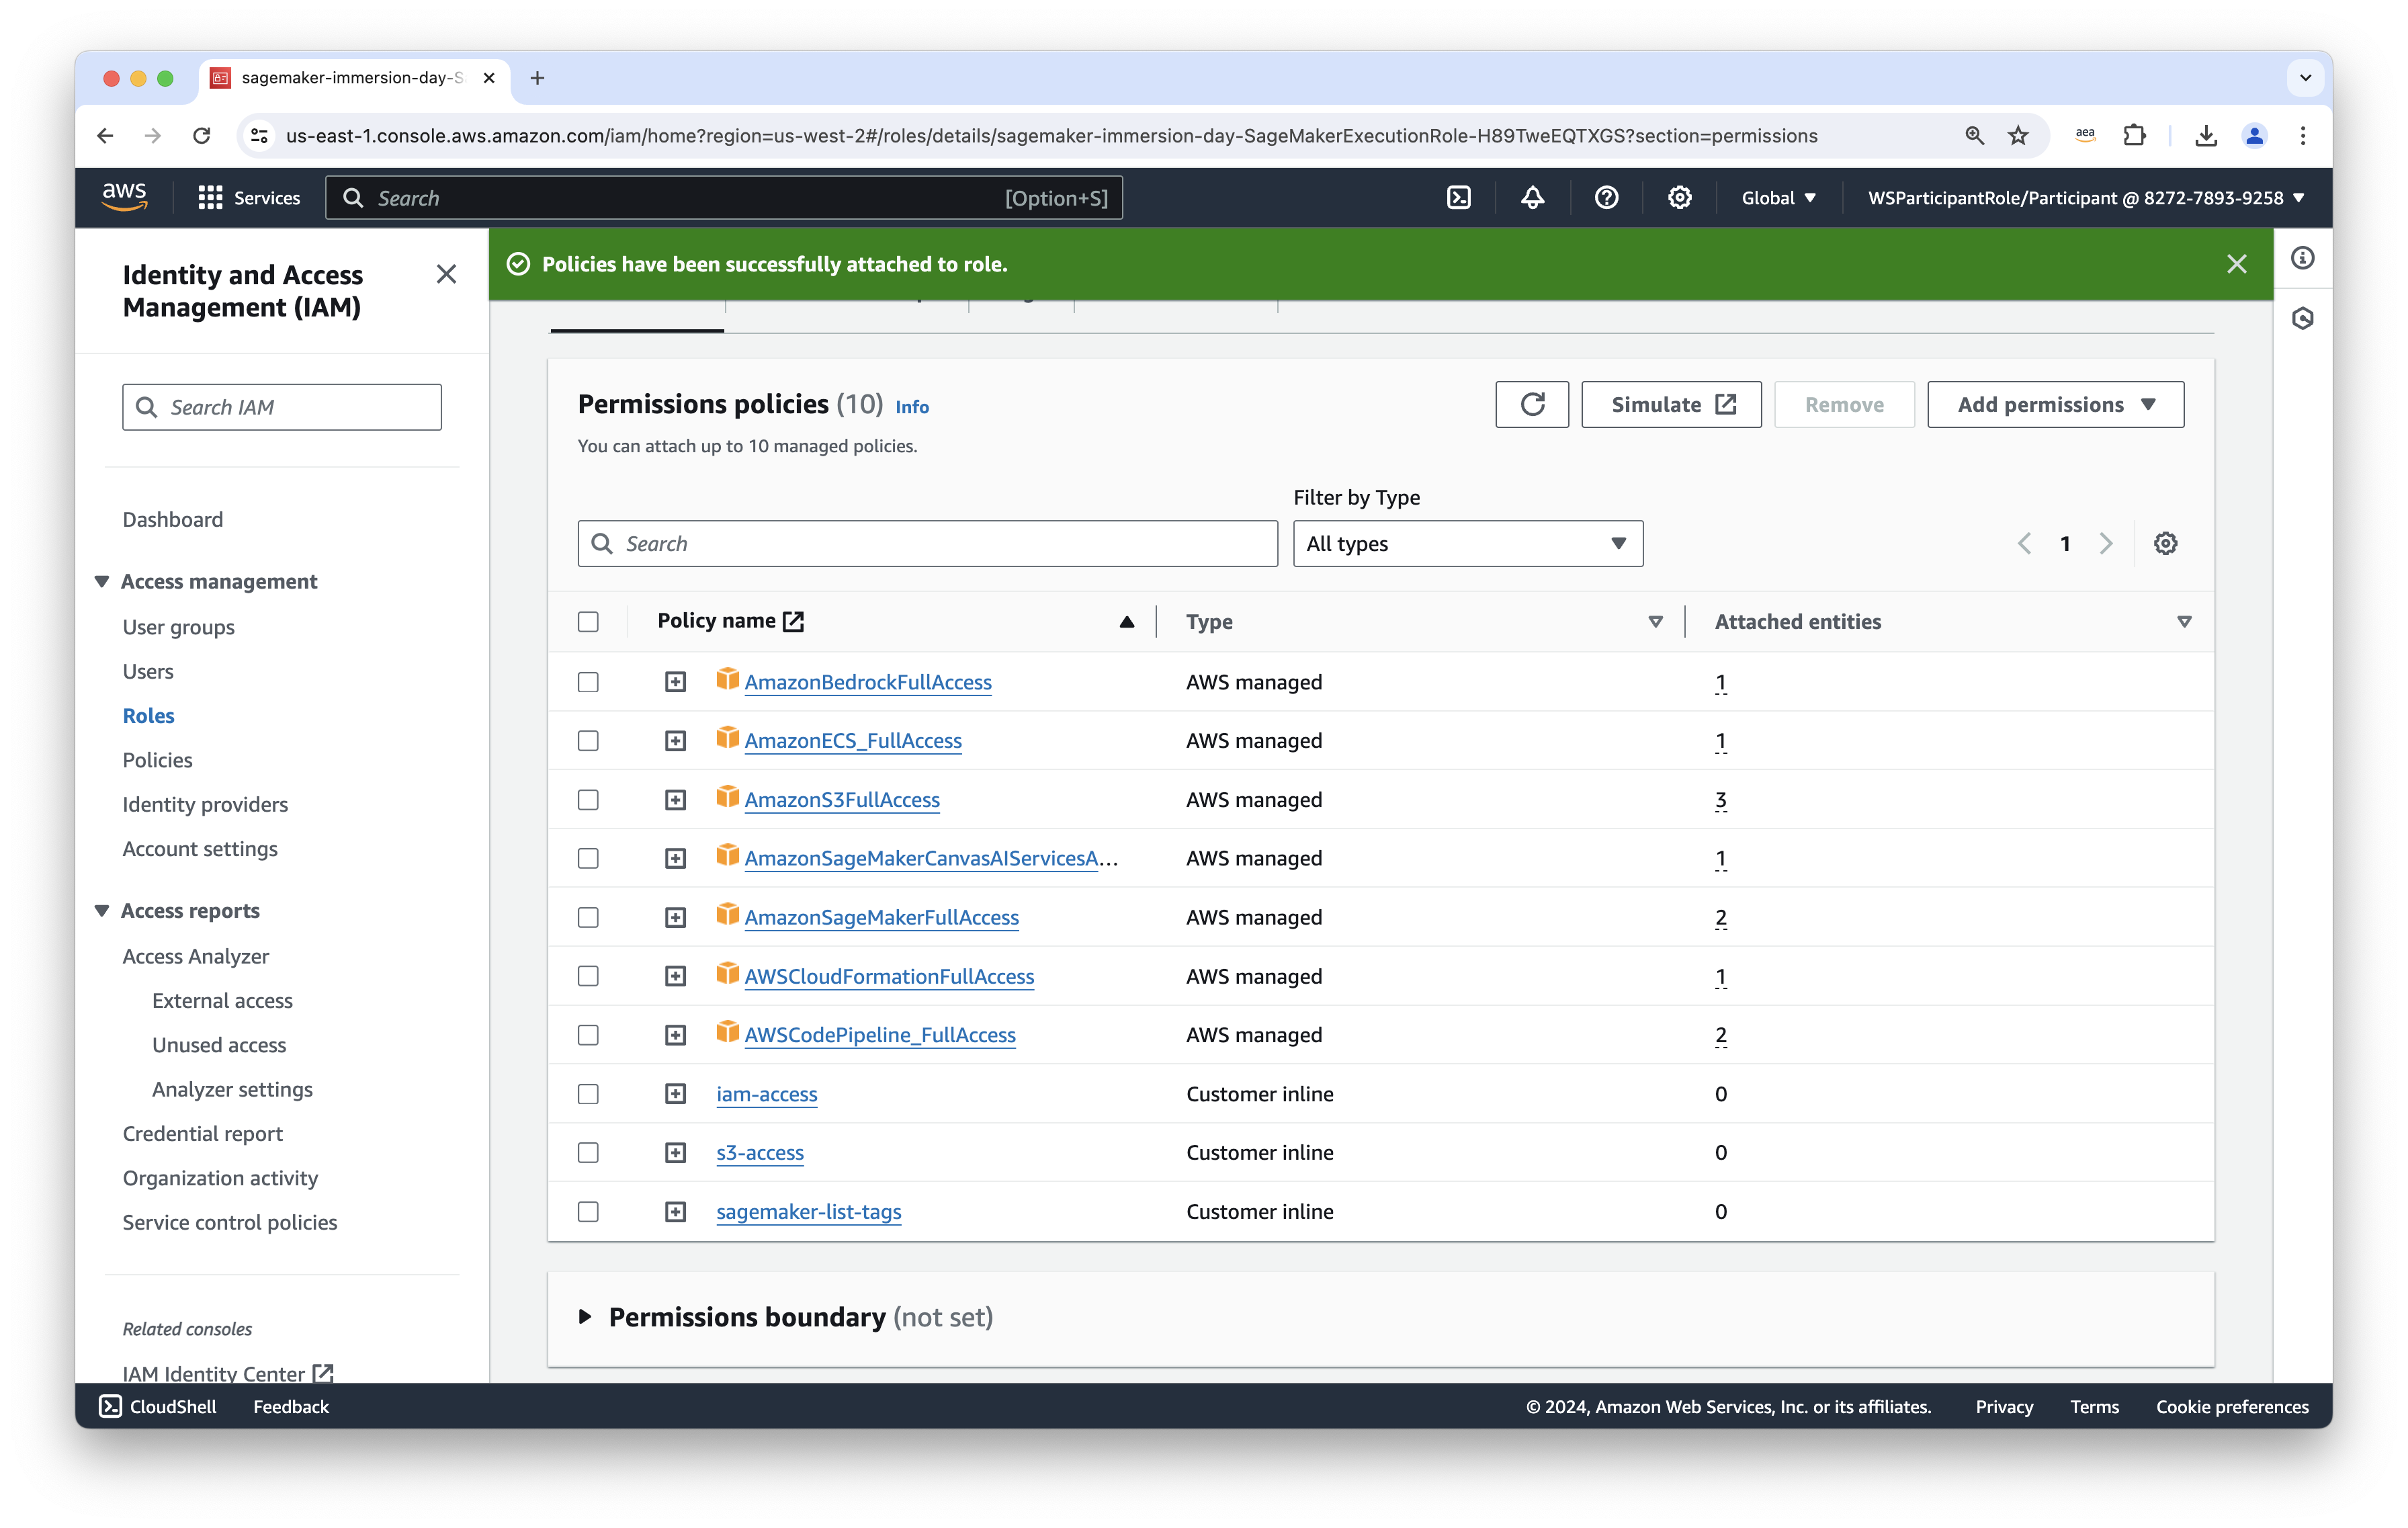 sagemaker-immersion-day-S
us-east-1.console.aws.amazon.com/iam/home?region=us-west-2#/roles/details/sagemaker-immersion-day-SageMakerExecutionRole-H89TweEQTXGS?section=permissions
aea
aws
Services
Search
[Option+S]
Global
WSParticipantRole/Participant @ 8272-7893-9258
Identity and Access
Management (IAM)
Policies have been successfully attached to role.
Search IAM
Dashboard
Access management
User groups
Users
Roles
Policies
Identity providers
Account settings
Access reports
Access Analyzer
External access
Unused access
Analyzer settings
Credential report
Organization activity
Service control policies
Related consoles
IAM Identity Center
Permissions policies (10) Info
You can attach up to 10 managed policies.
Simulate
Remove
Add permissions
Filter by Type
Search
All types
1
Policy name Type Attached entities
AmazonBedrockFullAccess AWS managed 1
AmazonECS_FullAccess AWS managed 1
AmazonS3FullAccess AWS managed 3
AmazonSageMakerCanvasAIServicesA... AWS managed 1
AmazonSageMakerFullAccess AWS managed 2
AWSCloudFormationFullAccess AWS managed 1
AWSCodePipeline_FullAccess AWS managed 2
iam-access Customer inline 0
s3-access Customer inline 0
sagemaker-list-tags Customer inline 0
Permissions boundary (not set)
CloudShell
Feedback
© 2024, Amazon Web Services, Inc. or its affiliates.
Privacy
Terms
Cookie preferences